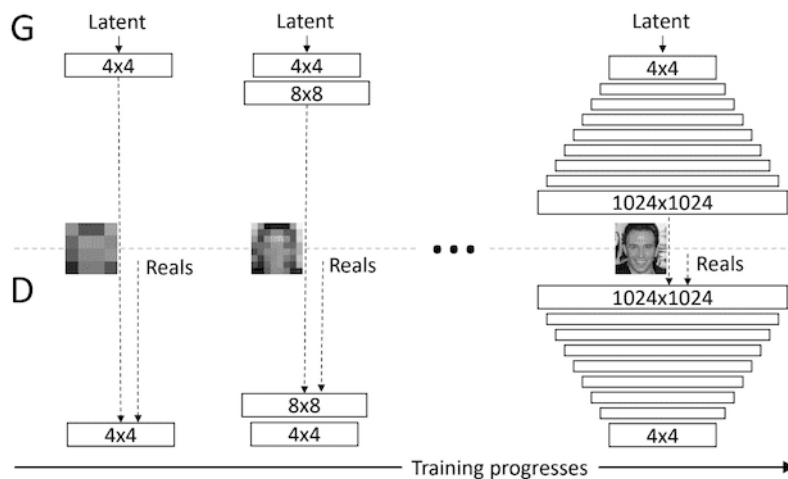 G
Latent
Latent
Latent
4x4
4x4
4x4
8x8
1024x1024
Reals
Reals
Reals
D
1024x1024
8x8
4x4
4x4
4x4
Training progresses